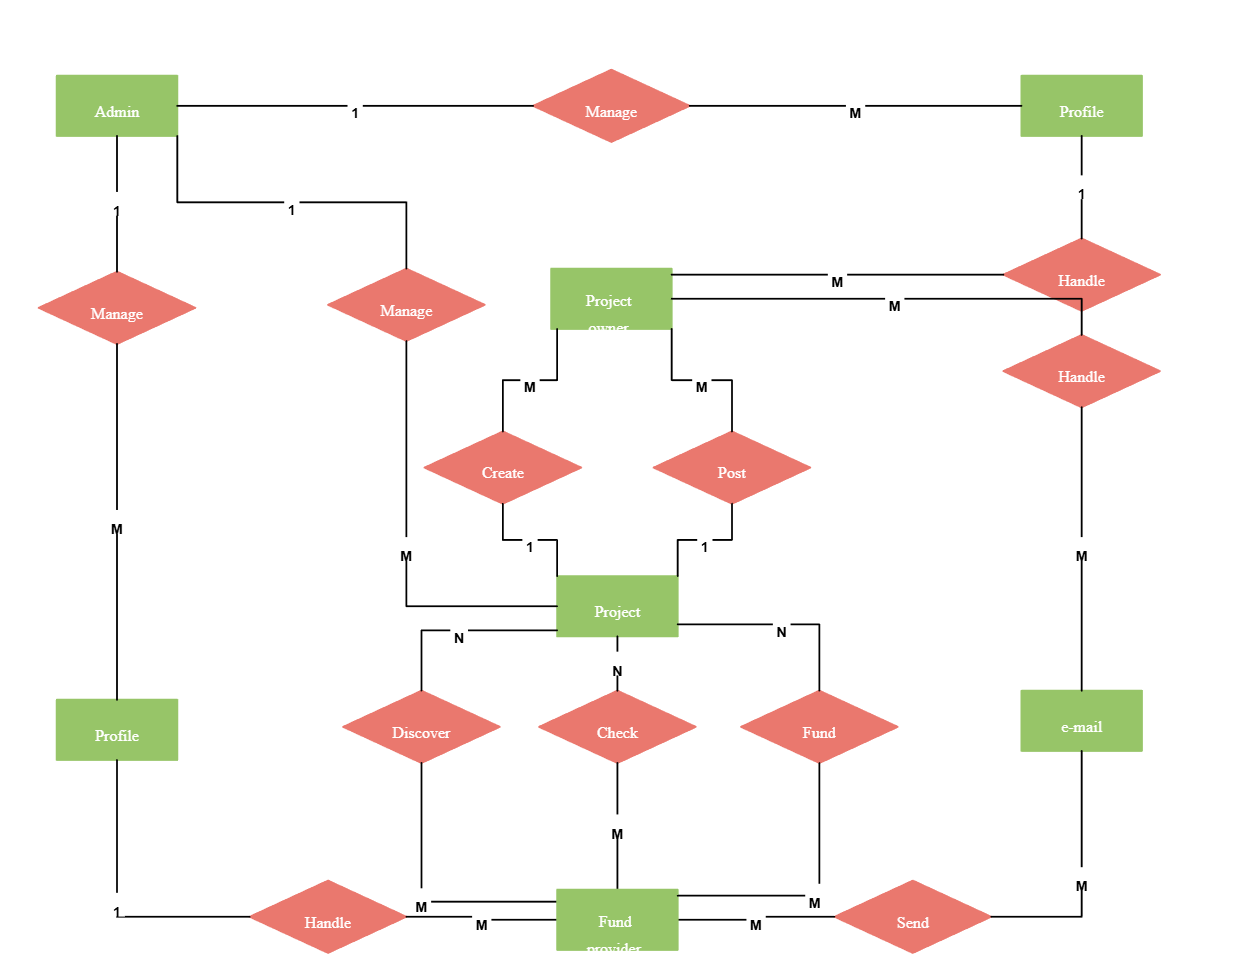 Admin
1
Manage
M
Profile
1
1
1
Manage
Manage
Project
owner
M
M
Handle
Handle
M
M
Create
Post
M
1
1
M
M
Project
N
N
N
Profile
Discover
Check
Fund
e-mail
M
M
M
M
1
Handle
M
Fund
provider
M
Send